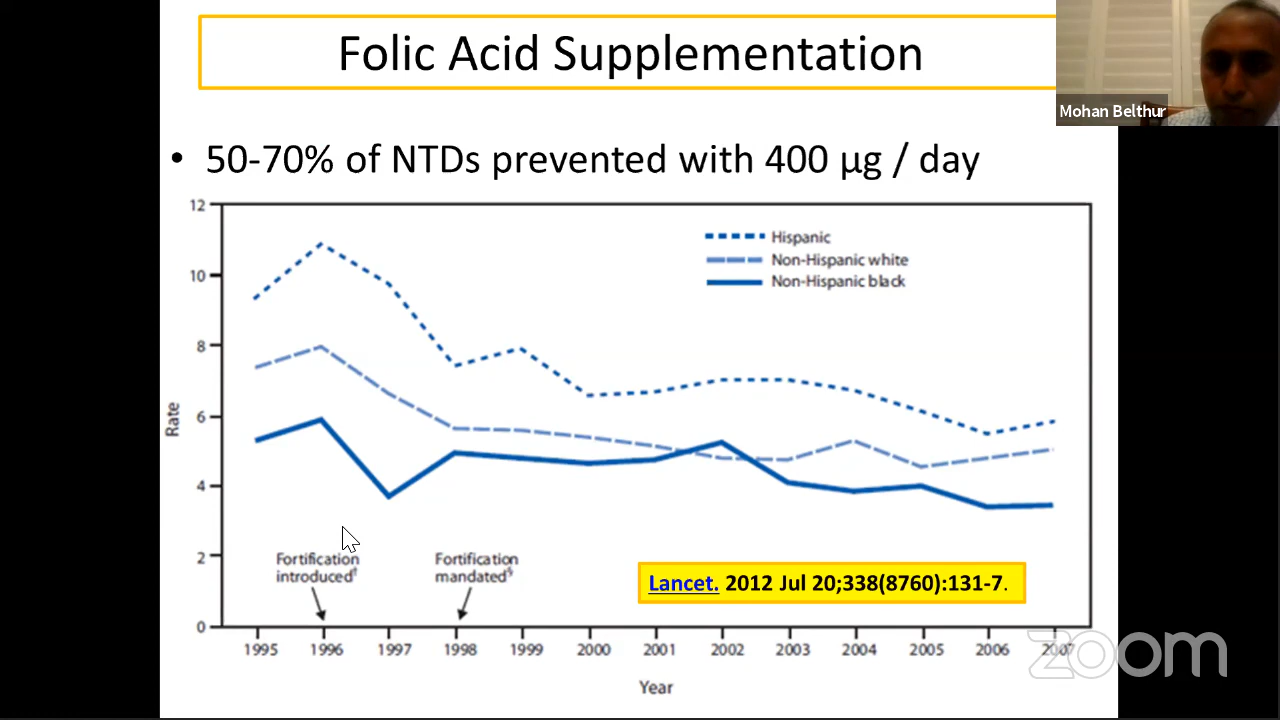 Folic Acid Supplementation
Mohan Belthur
• 50-70% of NTDs prevented with 400 µg / day
12
10
8
6
4
2
0
Rate
Hispanic
Non-Hispanic white
Non-Hispanic black
Fortification
introduced†
Fortification
mandated§
Lancet. 2012 Jul 20;338(8760):131-7.
1995 1996 1997 1998 1999 2000 2001 2002 2003 2004 2005 2006 2007
Year
zoom